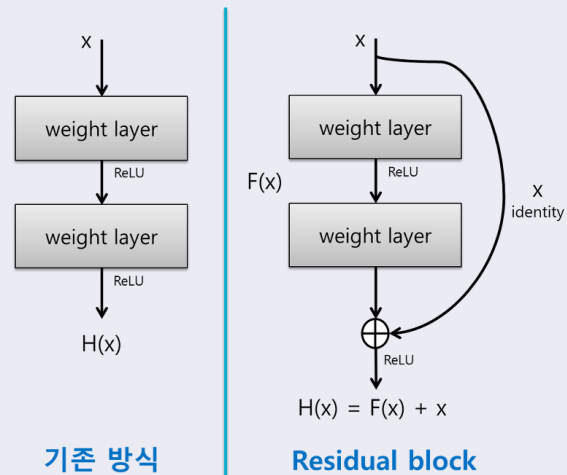 x
weight layer
ReLU
weight layer
ReLU
H(x)
기존 방식
x
weight layer
F(x)
ReLU
weight layer
x
identity
ReLU
H(x) = F(x) + x
Residual block